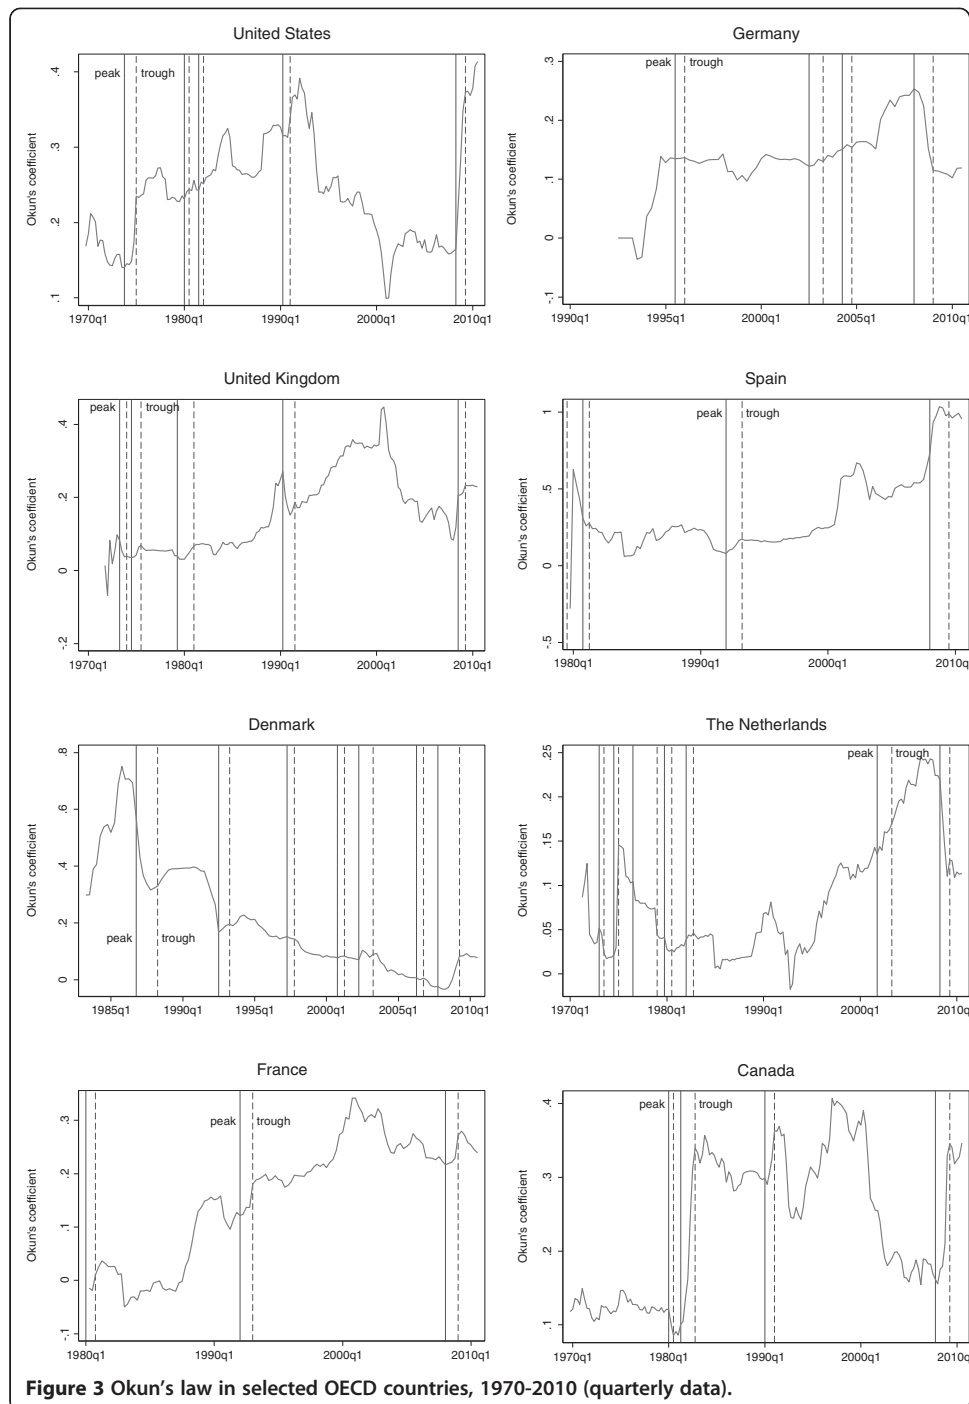 United States
Okun's coefficient
.4
.3
.2
.1
peak
trough
1970q1 1980q1 1990q1 2000q1 2010q1
Germany
Okun's coefficient
.3
.2
.1
0
-.1
peak
trough
1990q1 1995q1 2000q1 2005q1 2010q1
United Kingdom
Okun's coefficient
.4
.2
0
-.2
peak
trough
1970q1 1980q1 1990q1 2000q1 2010q1
Spain
Okun's coefficient
1
.5
0
-.5
peak
trough
1980q1 1990q1 2000q1 2010q1
Denmark
Okun's coefficient
.8
.6
.4
.2
0
peak
trough
1985q1 1990q1 1995q1 2000q1 2005q1 2010q1
The Netherlands
Okun's coefficient
.25
.2
.15
.1
.05
0
peak
trough
1970q1 1980q1 1990q1 2000q1 2010q1
France
Okun's coefficient
.3
.2
.1
0
-.1
peak
trough
1980q1 1990q1 2000q1 2010q1
Canada
Okun's coefficient
.4
.3
.2
.1
peak
trough
1970q1 1980q1 1990q1 2000q1 2010q1
Figure 3 Okun's law in selected OECD countries, 1970-2010 (quarterly data).